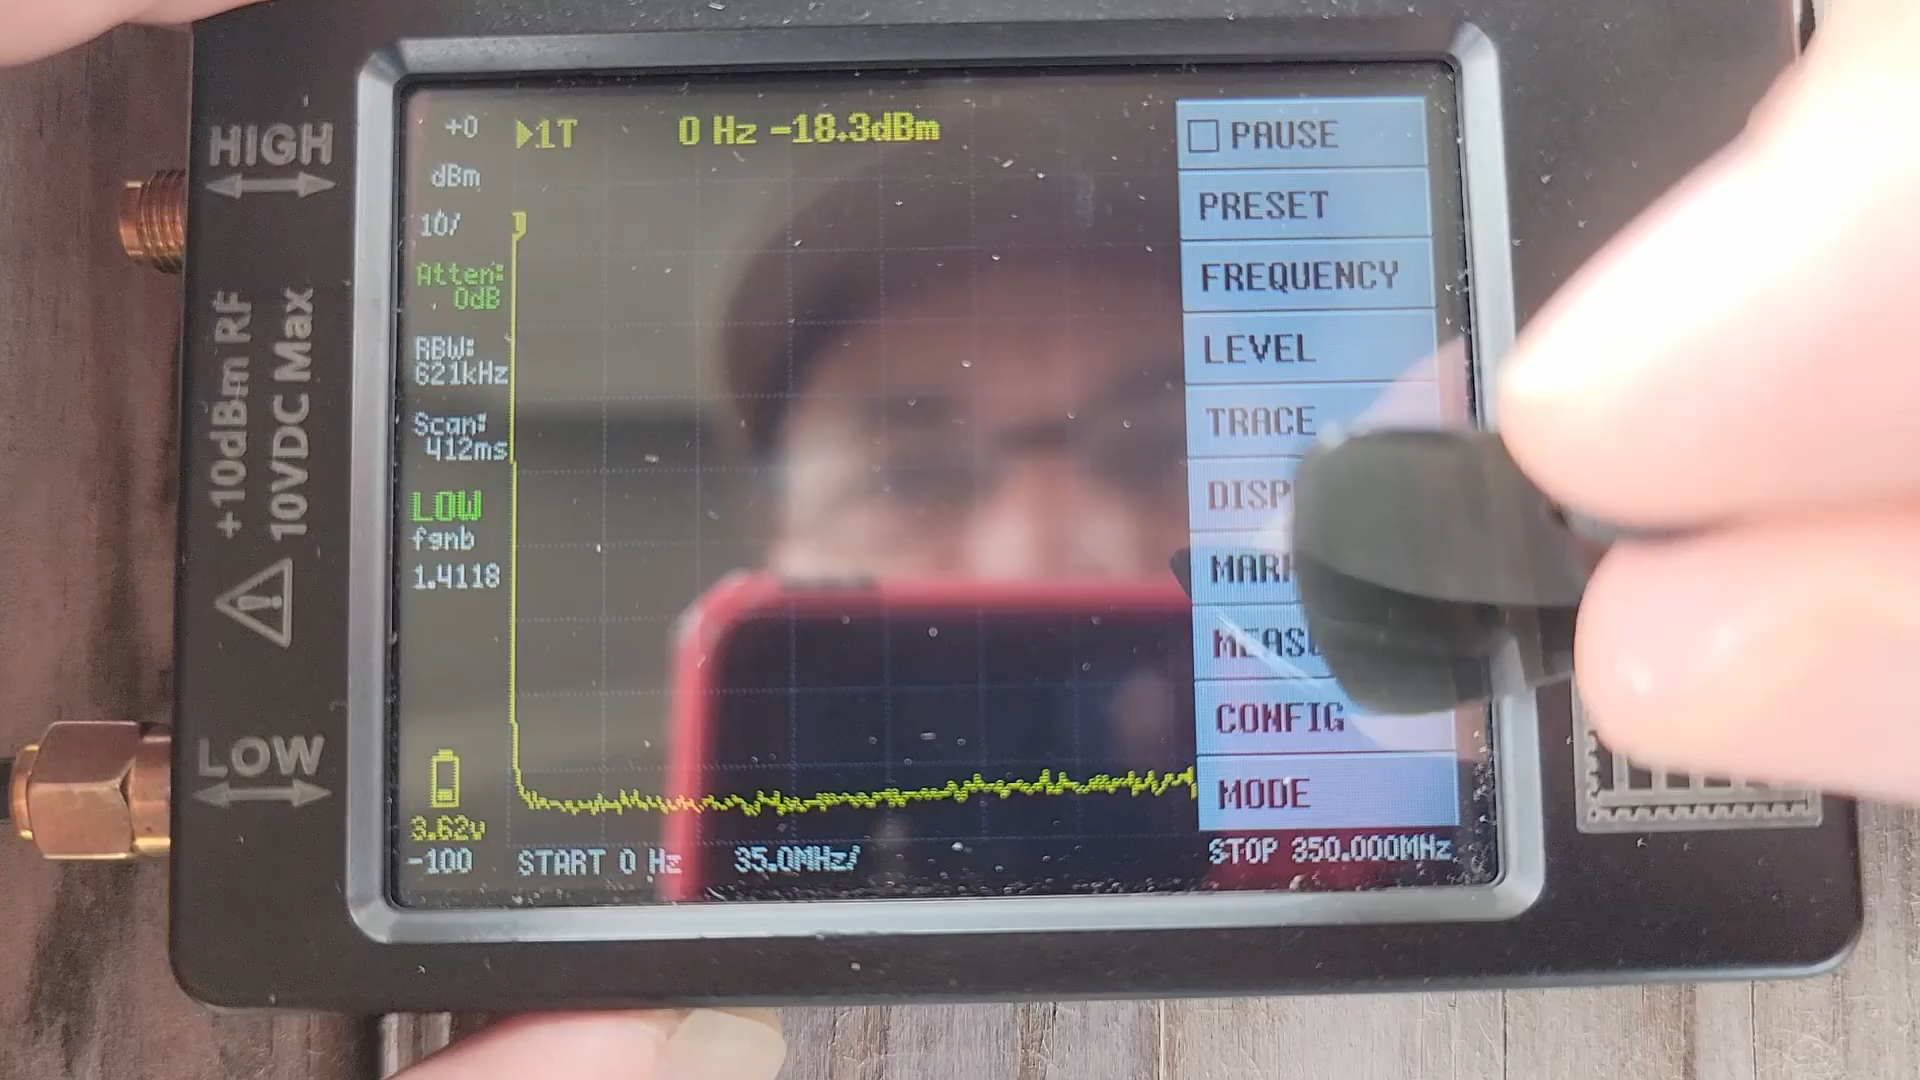 HIGH
+10dBm RF
10VDC Max
LOW
+0
dBm
10/
Atten:
0dB
RBW:
621kHz
Scan:
412ms
LOW
fgnb
1.4118
3.62v
-100
1T 0 Hz -18.3dBm
1
START 0 Hz 35.0MHz/ STOP 350.000MHz
PAUSE
PRESET
FREQUENCY
LEVEL
TRACE
DISP
MARK
MEASU
CONFIG
MODE